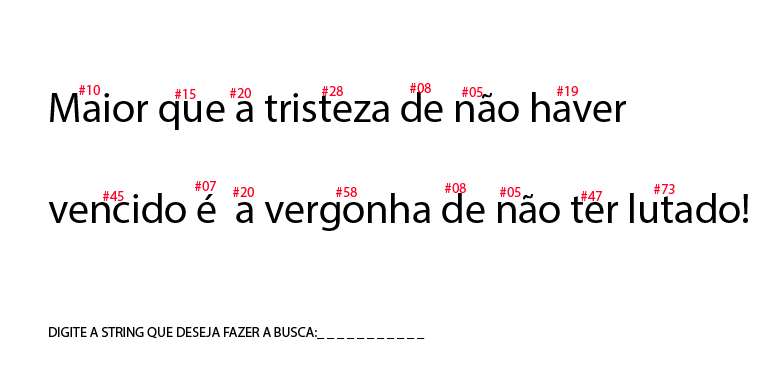 #10 #15 #20 #28 #08 #05 #19
Maior que a tristeza de não haver
#45 #07 #20 #58 #08 #05 #47 #73
vencido é a vergonha de não ter lutado!
DIGITE A STRING QUE DESEJA FAZER A BUSCA:_ _ _ _ _ _ _ _ _ _ _